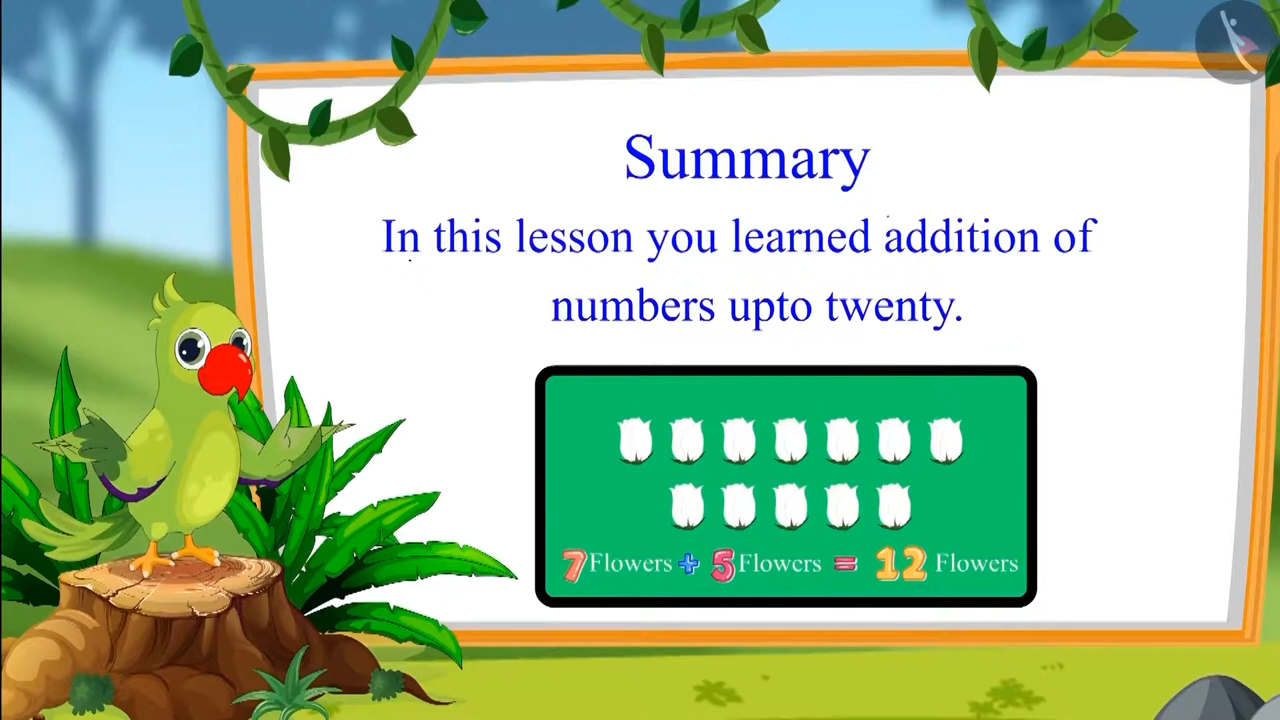 Summary
In this lesson you learned addition of
numbers upto twenty.
7 Flowers + 5 Flowers = 12 Flowers